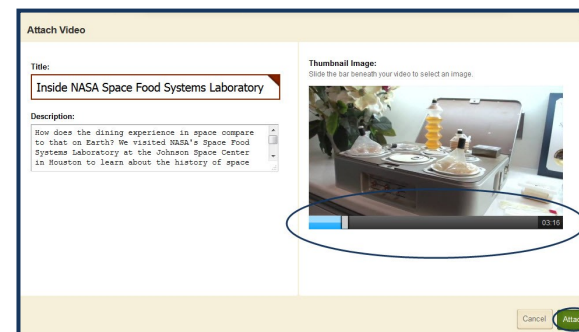 Attach Video
Title:
Inside NASA Space Food Systems Laboratory
Description:
How does the dining experience in space compare
to that on Earth? We visited NASA's Space Food
Systems Laboratory at the Johnson Space Center
in Houston to learn about the history of space
Thumbnail Image:
Slide the bar beneath your video to select an image.
03:16
Cancel